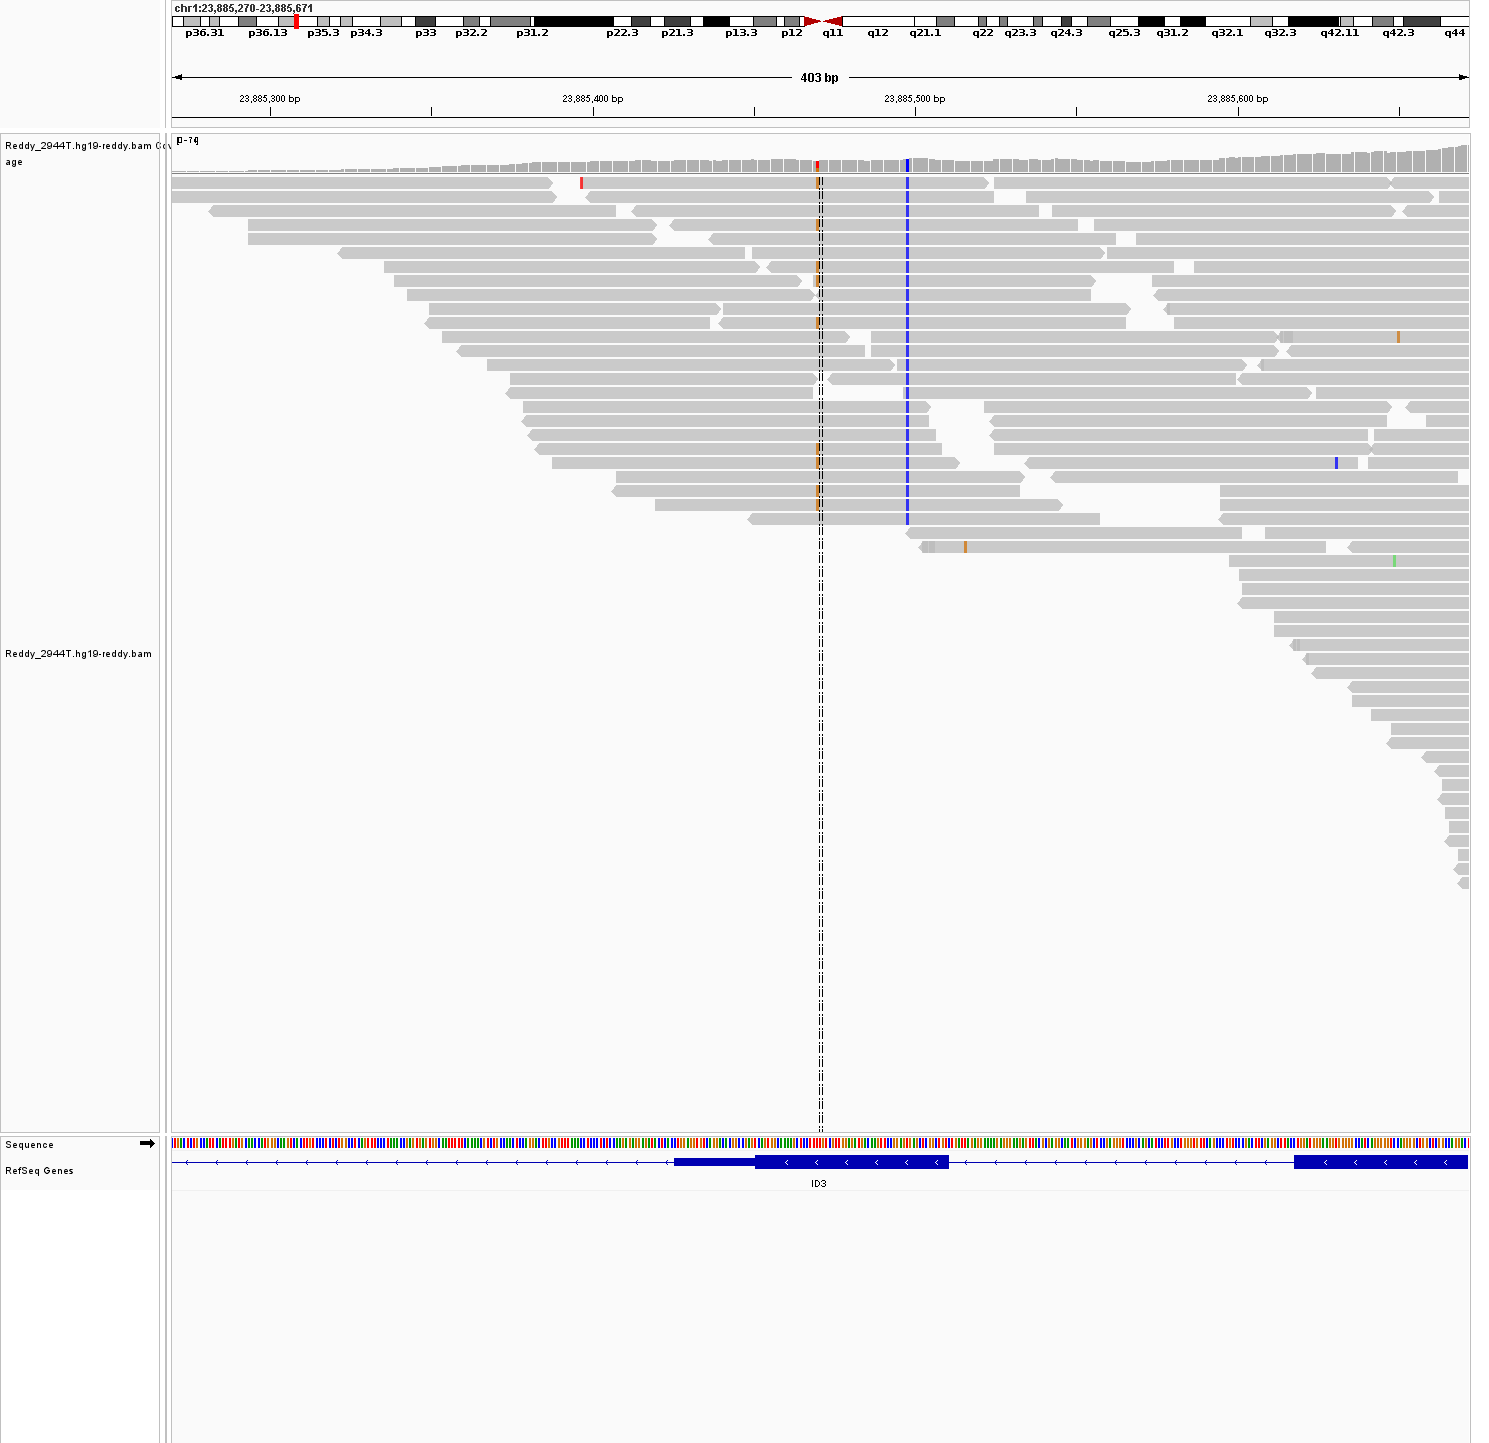 chr1:23,885,270-23,885,671
p36.31 p36.13 p35.3 p34.3 p33 p32.2 p31.2 p22.3 p21.3 p13.3 p12 q11 q12 q21.1 q22 q23.3 q24.3 q25.3 q31.2 q32.1 q32.3 q42.11 q42.3 q44
403 bp
23,885,300 bp 23,885,400 bp 23,885,500 bp 23,885,600 bp
[0 - 74]
Reddy_2944T.hg19-reddy.bam Cov
age
Reddy_2944T.hg19-reddy.bam
Sequence
RefSeq Genes
ID3